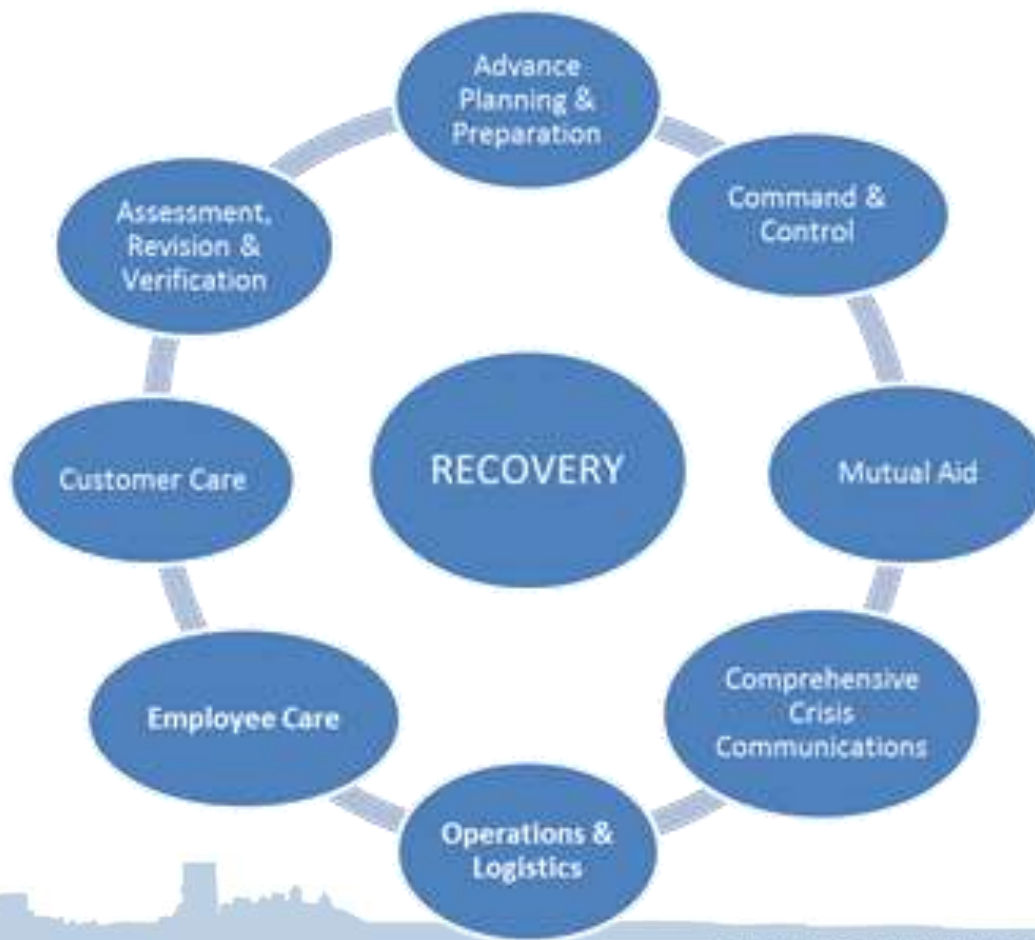 Advance
Planning &
Preparation
Command &
Control
Mutual Aid
Comprehensive
Crisis
Communications
Operations &
Logistics
Employee Care
Customer Care
Assessment,
Revision &
Verification
RECOVERY